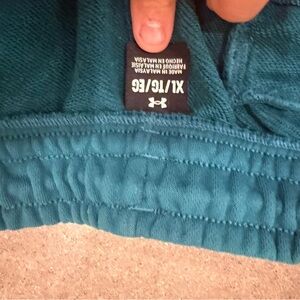 XL/TG/EG
MADE IN MALAYSIA
FABRIQUÉ EN MALAISIE
HECHO EN MALASIA